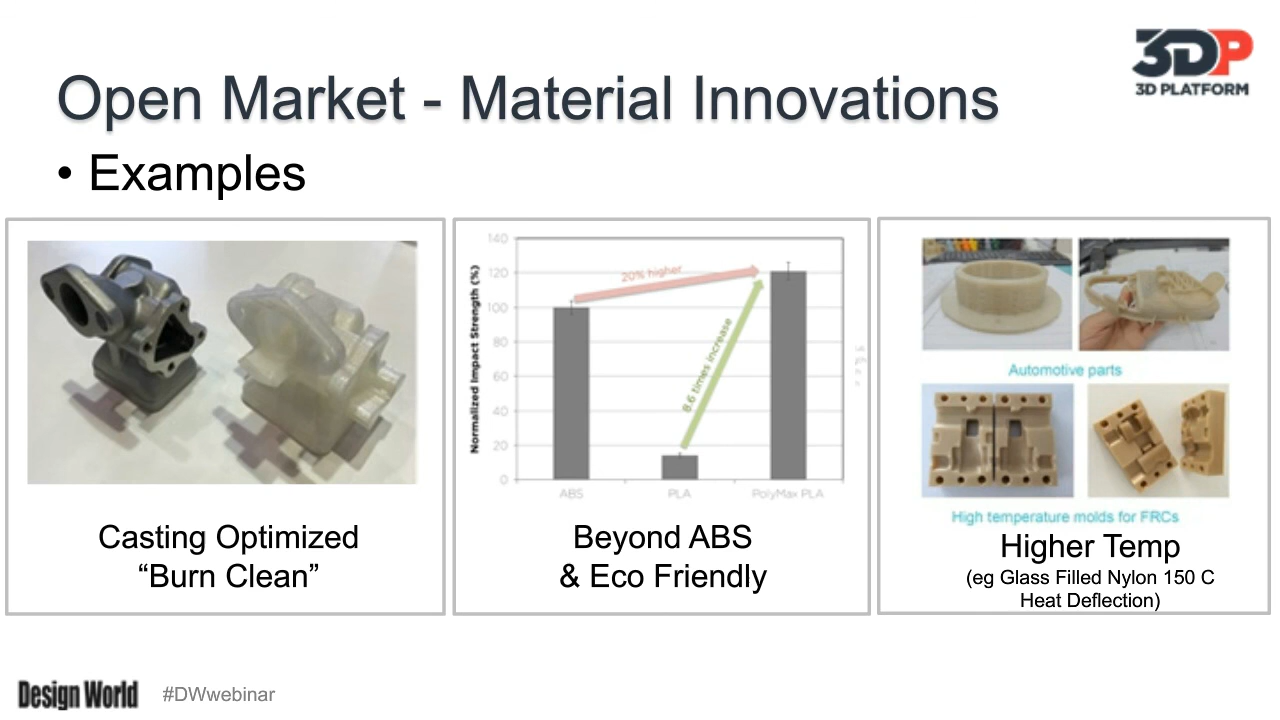 3DP
3D PLATFORM
Open Market - Material Innovations
• Examples
Casting Optimized
“Burn Clean”
Normalized Impact Strength (%)
140
120
100
80
60
40
20
0
20% higher
8.6 times increase
ABS
PLA
PolyMax PLA
Beyond ABS
& Eco Friendly
Automotive parts
High temperature molds for FRCs
Higher Temp
(eg Glass Filled Nylon 150 C
Heat Deflection)
Design World
#DWwebinar